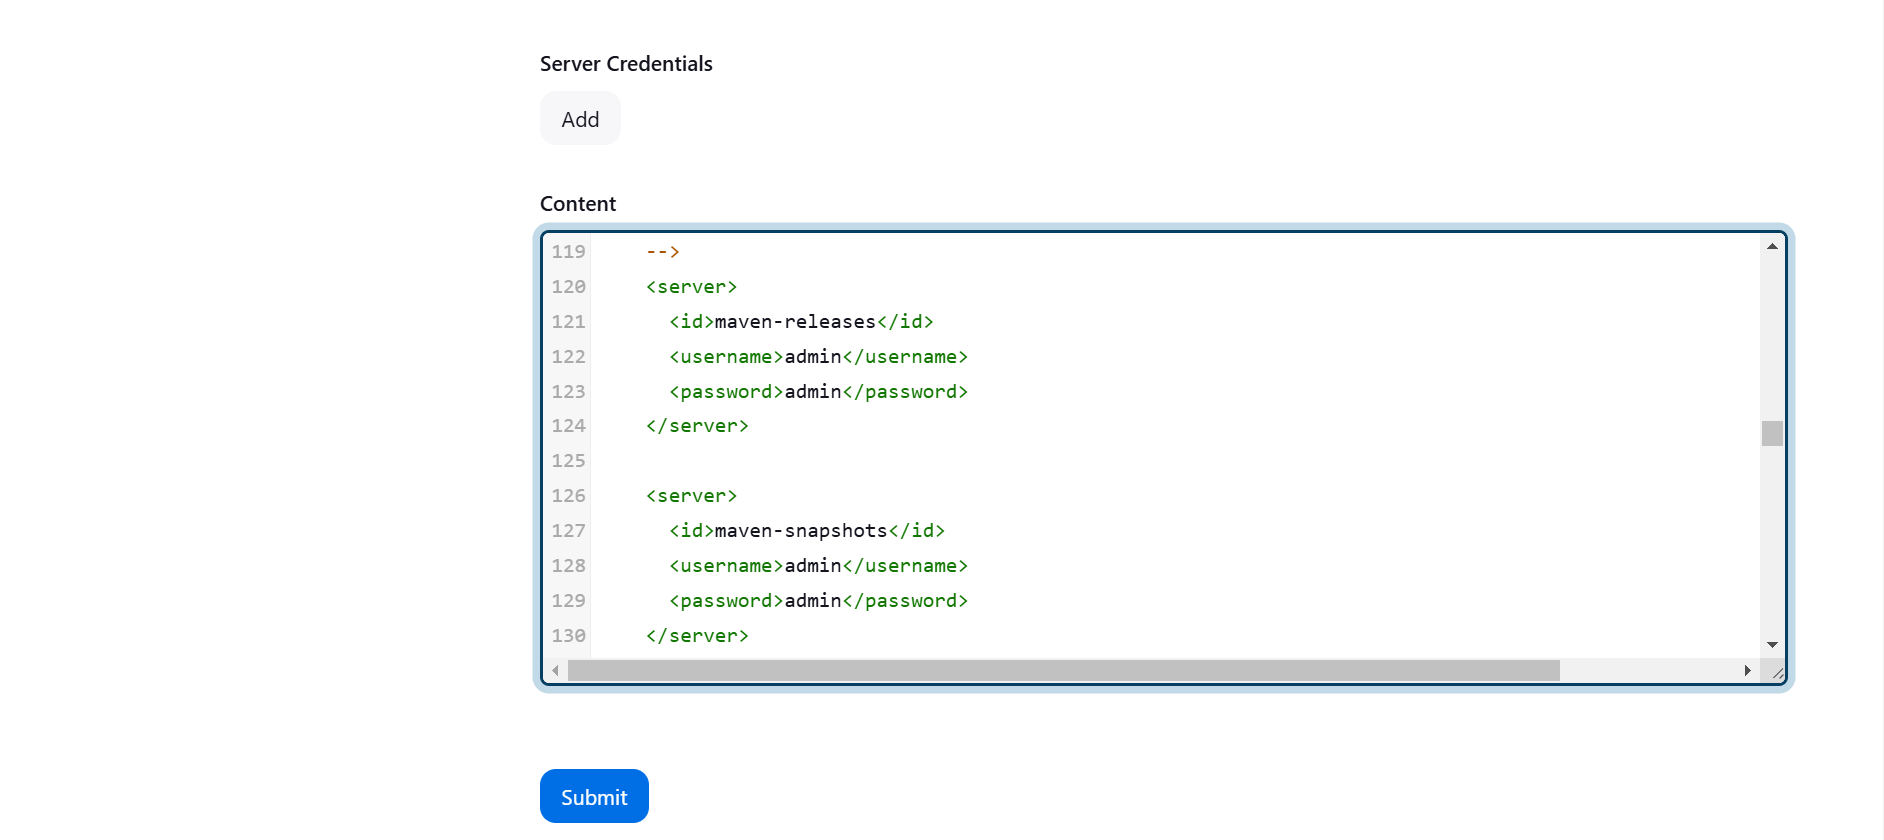 Server Credentials
Add
Content
119 -->
120 <server>
121 <id>maven-releases</id>
122 <username>admin</username>
123 <password>admin</password>
124 </server>
125
126 <server>
127 <id>maven-snapshots</id>
128 <username>admin</username>
129 <password>admin</password>
130 </server>
Submit